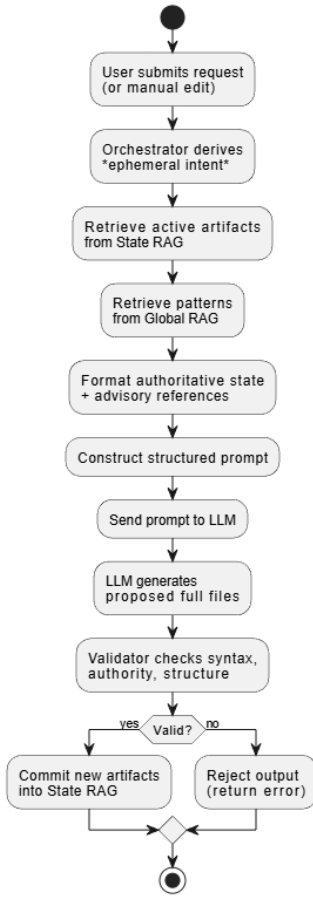 User submits request
(or manual edit)
Orchestrator derives
*ephemeral intent*
Retrieve active artifacts
from State RAG
Retrieve patterns
from Global RAG
Format authoritative state
+ advisory references
Construct structured prompt
Send prompt to LLM
LLM generates
proposed full files
Validator checks syntax,
authority, structure
yes
Valid?
no
Commit new artifacts
into State RAG
Reject output
(return error)